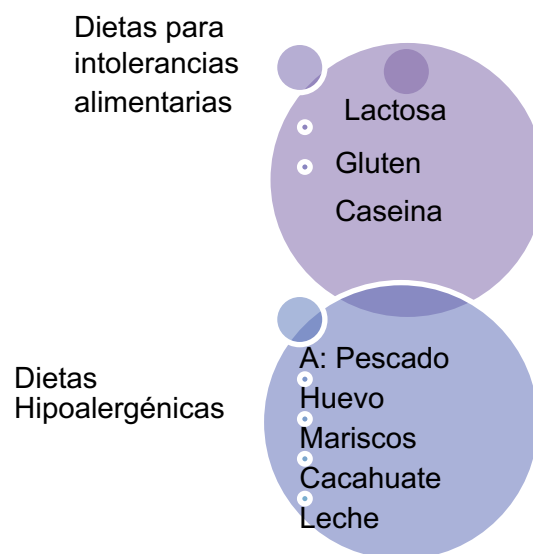 Dietas para
intolerancias
alimentarias
Lactosa
Gluten
Caseina
Dietas
Hipoalergénicas
A: Pescado
Huevo
Mariscos
Cacahuate
Leche